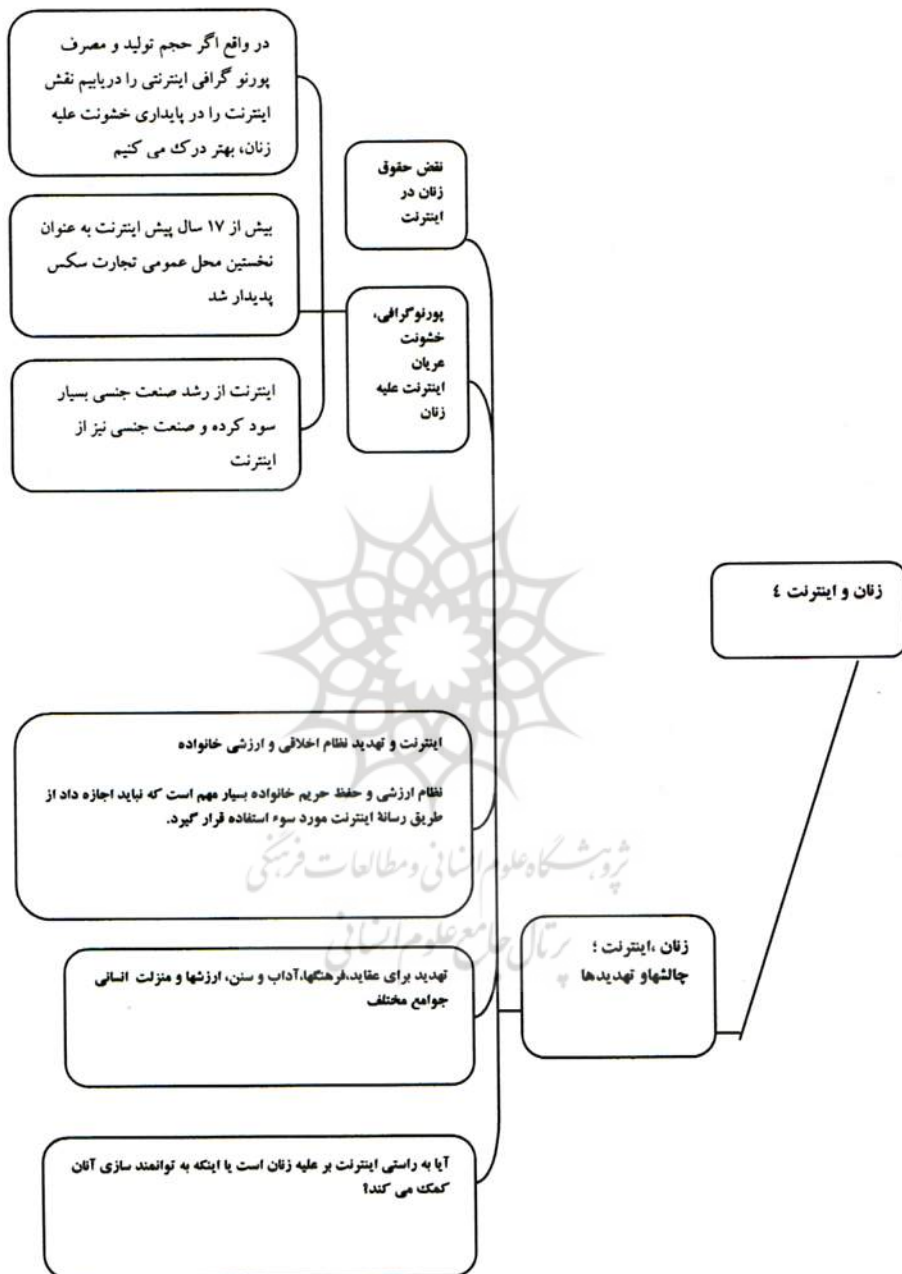 زنان و اینترنت ٤
زنان ،اینترنت ؛
چالشهاو تهدیدها
نقض حقوق
زنان در
اینترنت
پورنوگرافی،
خشونت
عریان
اینترنت علیه
زنان
در واقع اگر حجم تولید و مصرف
پورنو گرافی اینترنتی را دریابیم نقش
اینترنت را در پایداری خشونت علیه
زنان، بهتر درک می کنیم
بیش از ۱۷ سال پیش اینترنت به عنوان
نخستین محل عمومی تجارت سکس
پدیدار شد
اینترنت از رشد صنعت جنسی بسیار
سود کرده و صنعت جنسی نیز از
اینترنت
اینترنت و تهدید نظام اخلاقی و ارزشی خانواده
نظام ارزشی و حفظ حریم خانواده بسیار مهم است که نباید اجازه داد از
طریق رسانۀ اینترنت مورد سوء استفاده قرار گیرد.
پژوهشگاه علوم انسانی و مطالعات فرهنگی
پرتال جامع علوم انسانی
تهدید برای عقاید،فرهنگها،آداب و سنن، ارزشها و منزلت انسانی
جوامع مختلف
آیا به راستی اینترنت بر علیه زنان است یا اینکه به توانمند سازی آنان
کمک می کند؟